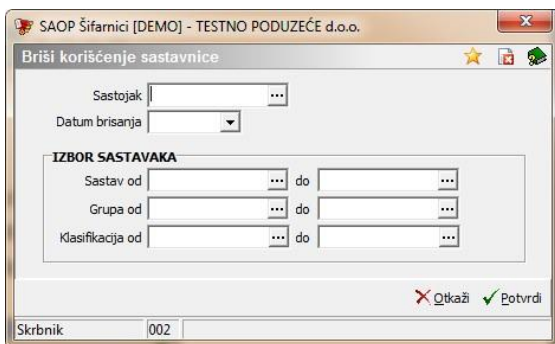 SAOP Šifarnici [DEMO] - TESTNO PODUZEĆE d.o.o.
Briši korišćenje sastavnice
Sastojak
Datum brisanja
IZBOR SASTAVAKA
Sastav od do
Grupa od do
Klasifikacija od do
Otkaži Potvrdi
Skrbnik 002